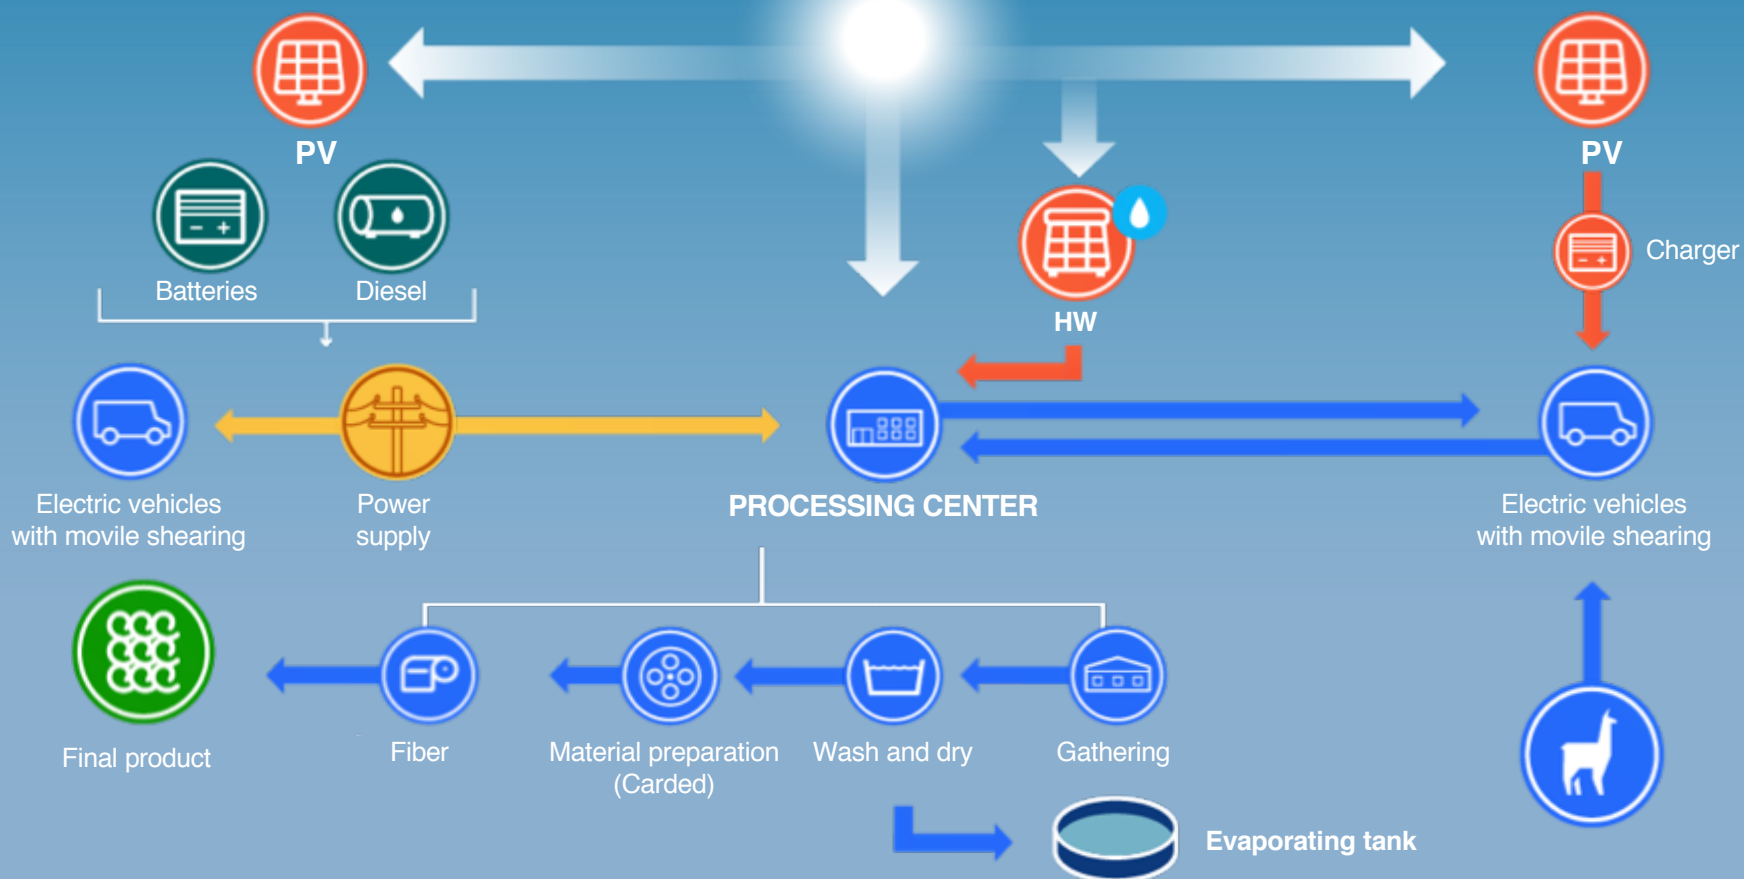 PV
PV
Batteries
Diesel
Charger
HW
Electric vehicles
with movile shearing
Power
supply
PROCESSING CENTER
Electric vehicles
with movile shearing
Final product
Fiber
Material preparation
(Carded)
Wash and dry
Gathering
Evaporating tank